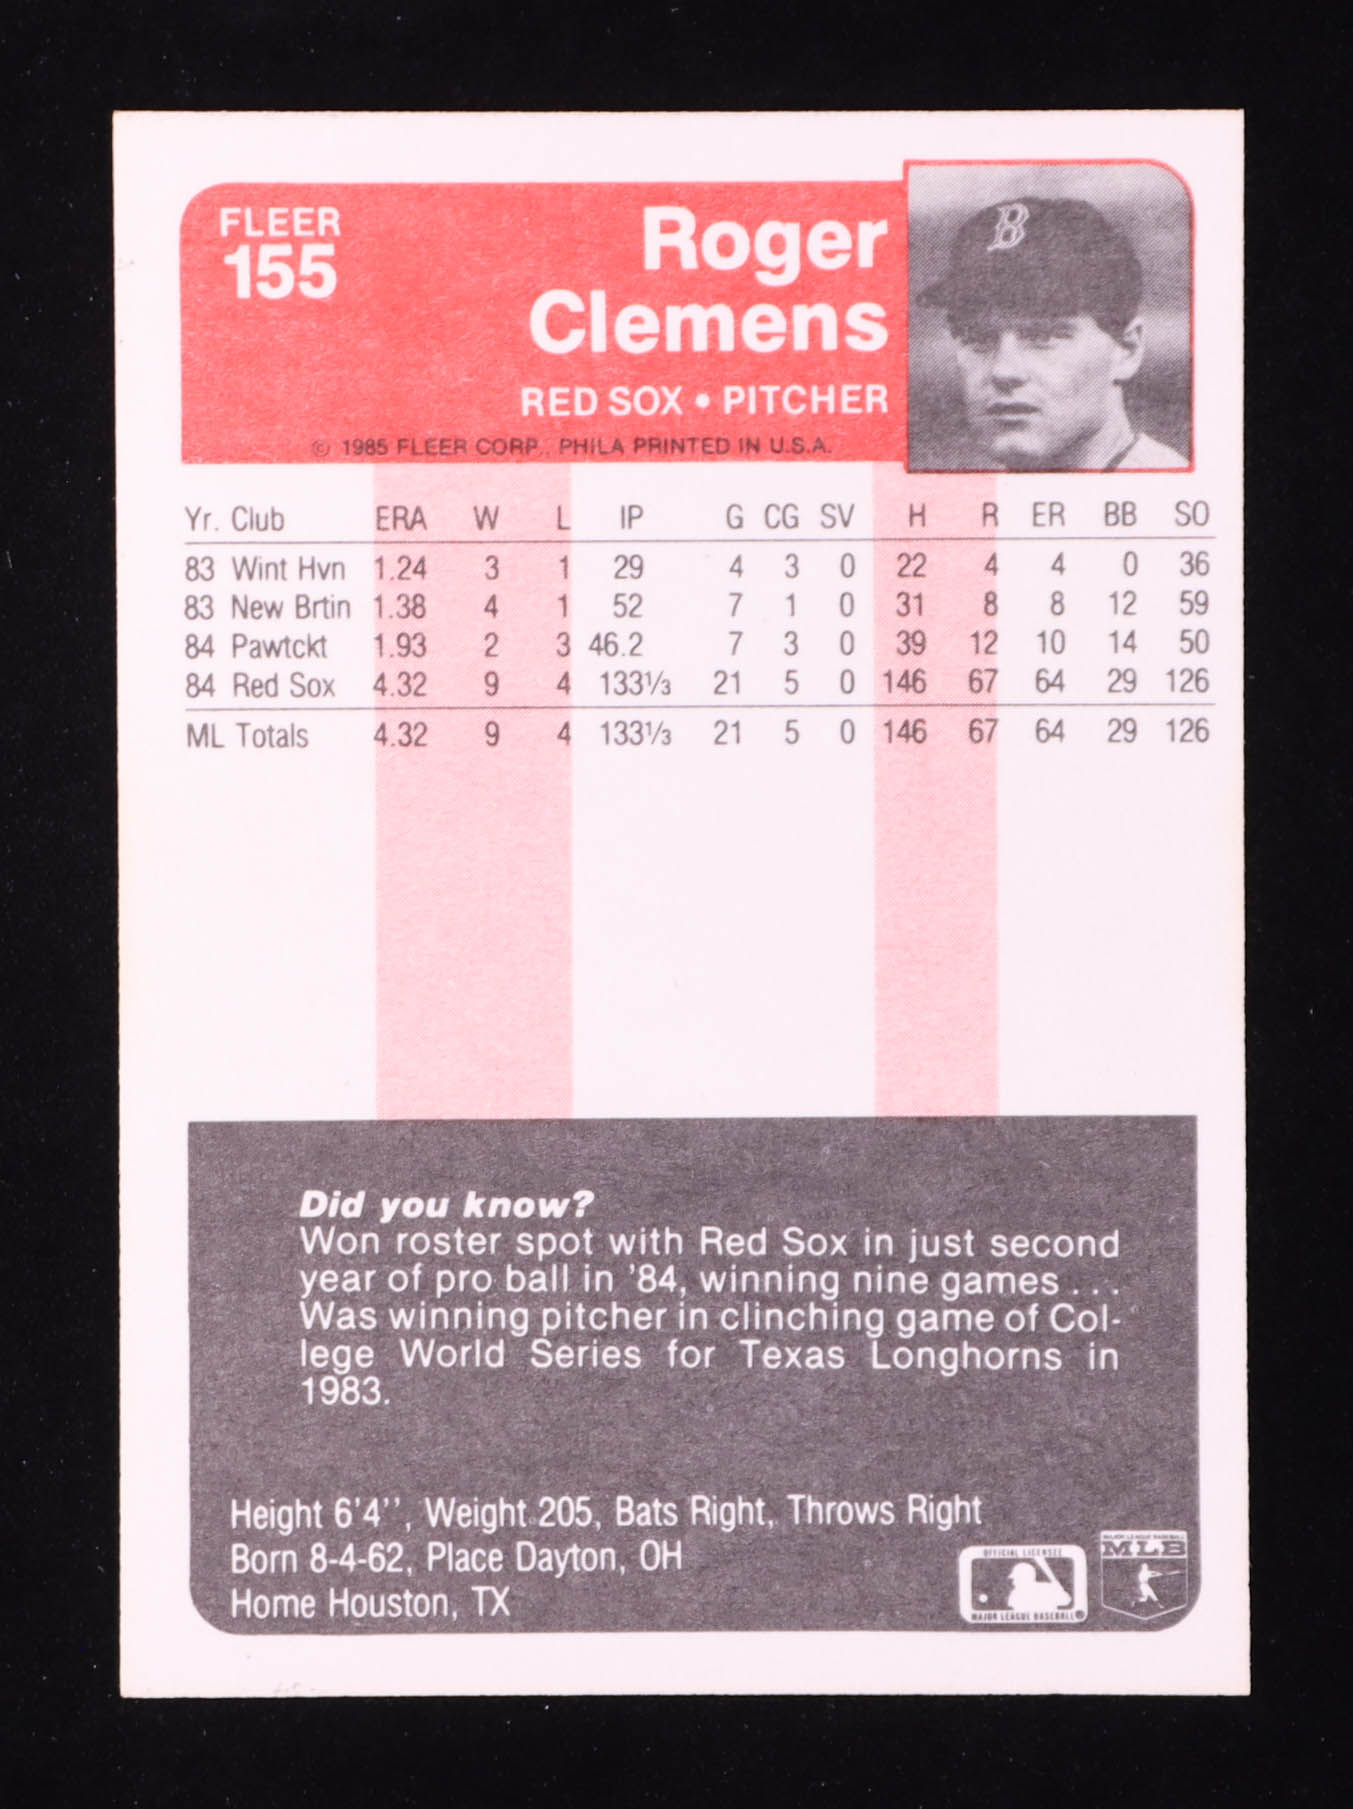 FLEER
155
Roger
Clemens
RED SOX • PITCHER
© 1985 FLEER CORP., PHILA PRINTED IN U.S.A.
B
Yr. Club ERA W L IP G CG SV H R ER BB SO
83 Wint Hvn 1.24 3 1 29 4 3 0 22 4 4 0 36
83 New Brtin 1.38 4 1 52 7 1 0 31 8 8 12 59
84 Pawtckt 1.93 2 3 46.2 7 3 0 39 12 10 14 50
84 Red Sox 4.32 9 4 133⅓ 21 5 0 146 67 64 29 126
ML Totals 4.32 9 4 133⅓ 21 5 0 146 67 64 29 126
Did you know?
Won roster spot with Red Sox in just second
year of pro ball in '84, winning nine games . . .
Was winning pitcher in clinching game of Col-
lege World Series for Texas Longhorns in
1983.
Height 6'4'', Weight 205, Bats Right, Throws Right
Born 8-4-62, Place Dayton, OH
Home Houston, TX
OFFICIAL LICENSEE
MAJOR LEAGUE BASEBALL®
MAJOR LEAGUE BASEBALL
MLB